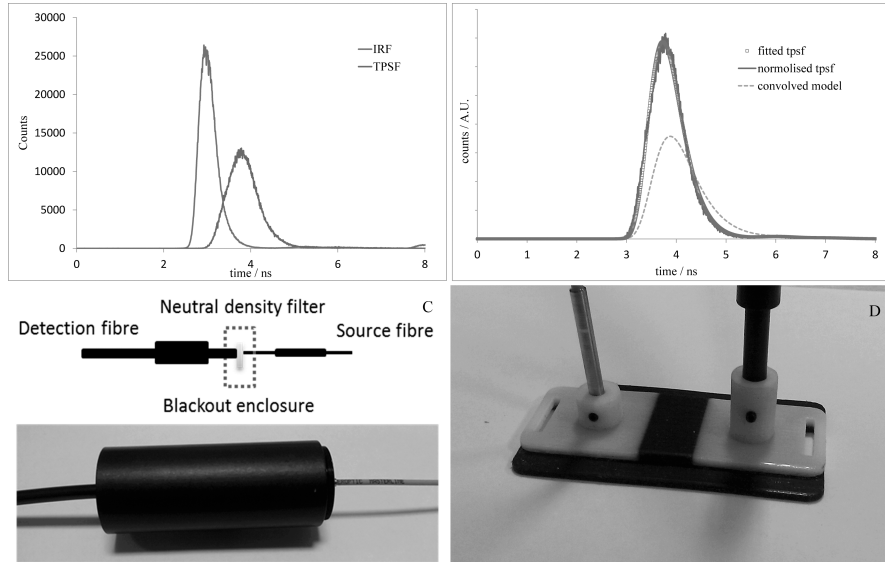 30000
25000
20000
15000
10000
5000
0
Counts
0
2
4
6
8
time / ns
IRF
TPSF
counts / A.U.
0
1
2
3
4
5
6
7
8
time / ns
fitted tpsf
normolised tpsf
convolved model
C
Neutral density filter
Detection fibre
Source fibre
Blackout enclosure
D